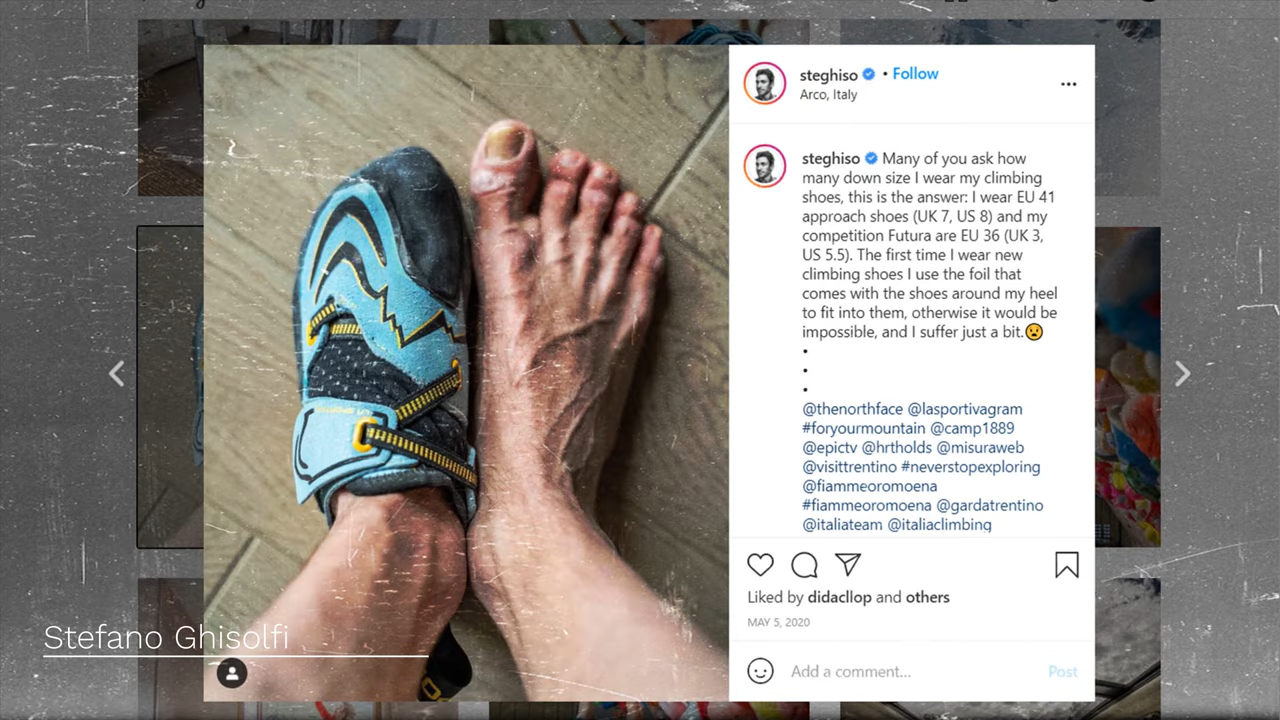 steghiso • Follow
Arco, Italy
steghiso Many of you ask how
many down size I wear my climbing
shoes, this is the answer: I wear EU 41
approach shoes (UK 7, US 8) and my
competition Futura are EU 36 (UK 3,
US 5.5). The first time I wear new
climbing shoes I use the foil that
comes with the shoes around my heel
to fit into them, otherwise it would be
impossible, and I suffer just a bit.😦
•
•
•
@thenorthface @lasportivagram
#foryourmountain @camp1889
@epictv @hrtholds @misuraweb
@visittrentino #neverstopexploring
@fiammeoromoena
#fiammeoromoena @gardatrentino
@italiateam @italiaclimbing
Liked by didacllop and others
MAY 5, 2020
Add a comment... Post
Stefano Ghisolfi